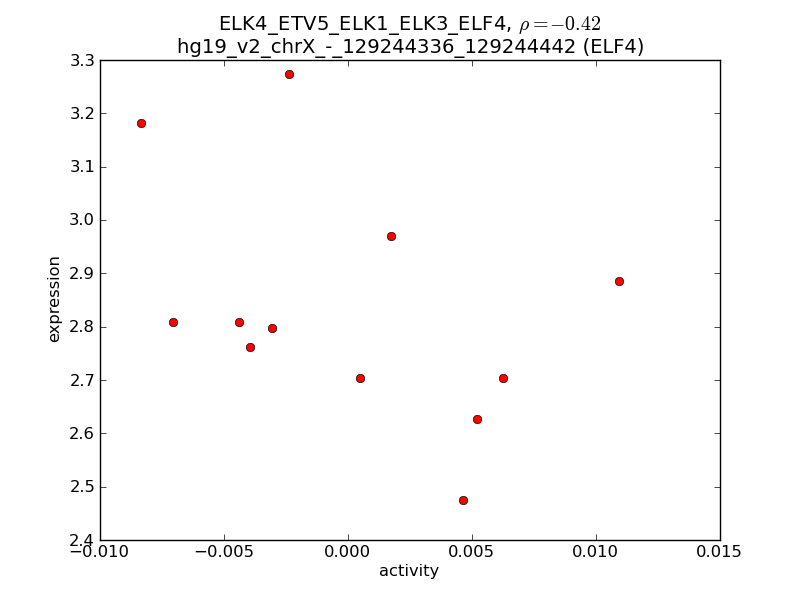 ELK4_ETV5_ELK1_ELK3_ELF4, ρ=−0.42
hg19_v2_chrX_-_129244336_129244442 (ELF4)
3.3
3.2
3.1
3.0
2.9
2.8
2.7
2.6
2.5
2.4
expression
−0.010 −0.005 0.000 0.005 0.010 0.015
activity